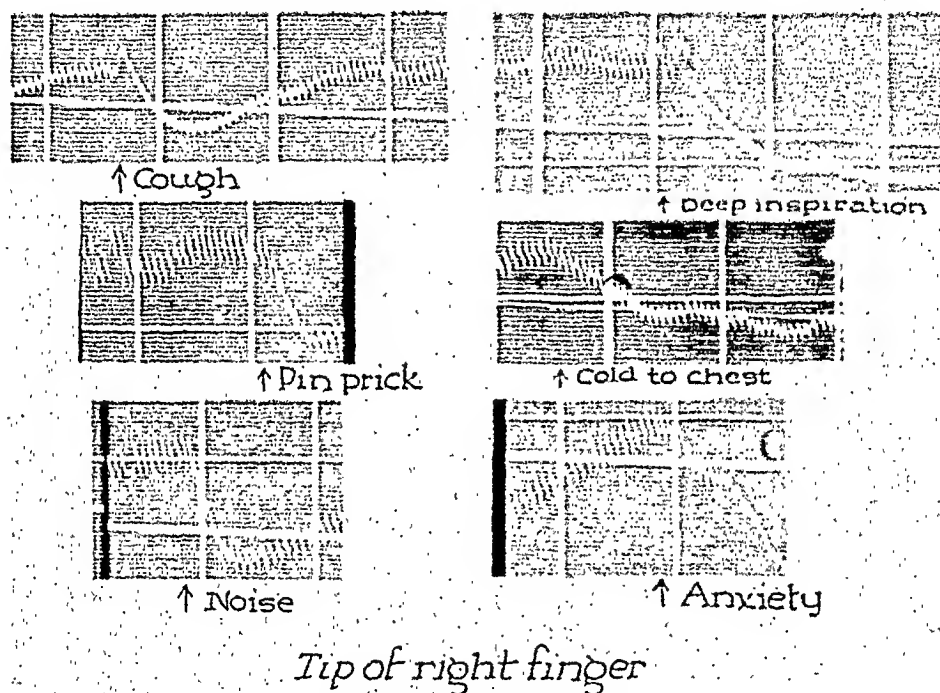 ↑ Cough
↑ Deep inspiration
↑ Pin prick
↑ Cold to chest
↑ Noise
↑ Anxiety
Tip of right finger